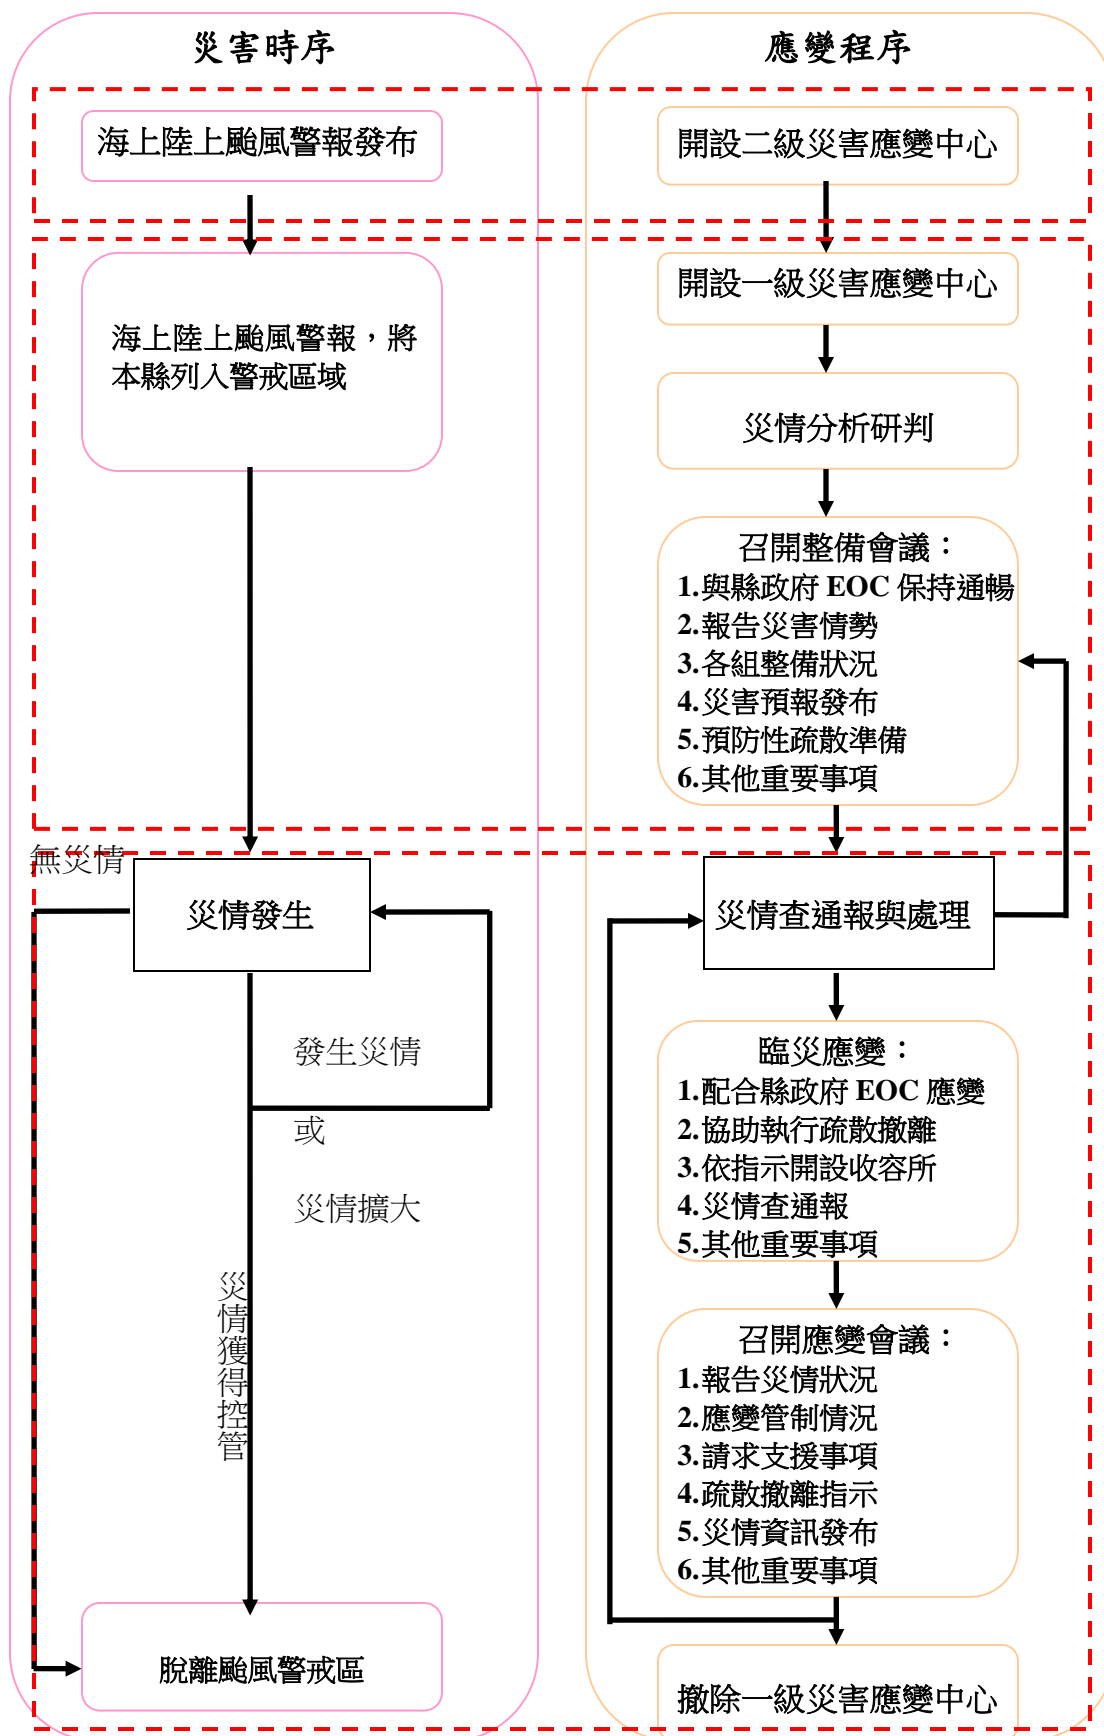 災害時序
海上陸上颱風警報發布
海上陸上颱風警報，將
本縣列入警戒區域
無災情
災情發生
發生災情
或
災情擴大
災情獲得控管
脫離颱風警戒區
應變程序
開設二級災害應變中心
開設一級災害應變中心
災情分析研判
召開整備會議：
1.與縣政府 EOC 保持通暢
2.報告災害情勢
3.各組整備狀況
4.災害預報發布
5.預防性疏散準備
6.其他重要事項
災情查通報與處理
臨災應變：
1.配合縣政府 EOC 應變
2.協助執行疏散撤離
3.依指示開設收容所
4.災情查通報
5.其他重要事項
召開應變會議：
1.報告災情狀況
2.應變管制情況
3.請求支援事項
4.疏散撤離指示
5.災情資訊發布
6.其他重要事項
撤除一級災害應變中心